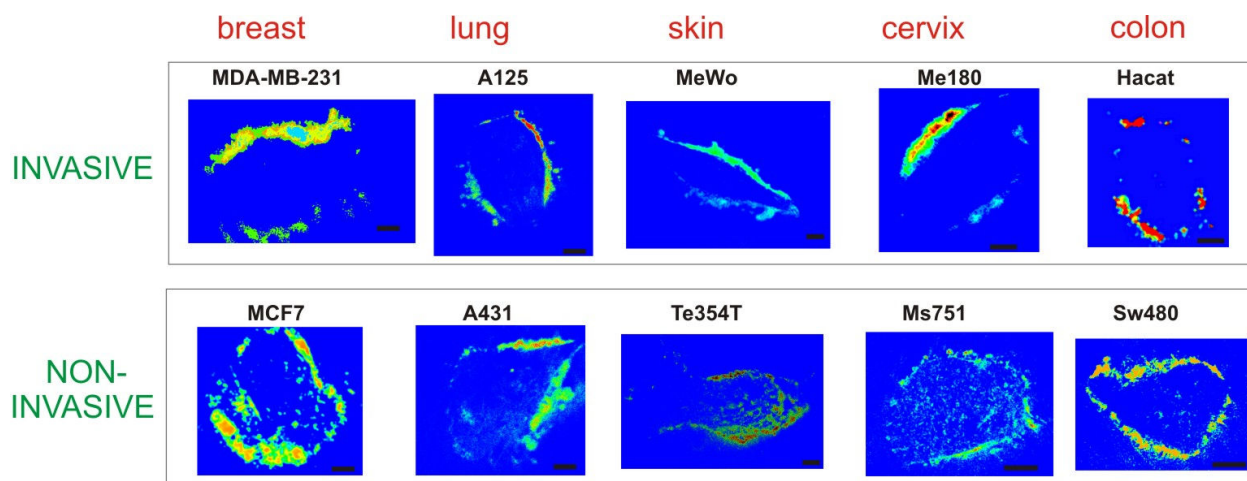 breast lung skin cervix colon
MDA-MB-231 A125 MeWo Me180 Hacat
INVASIVE
MCF7 A431 Te354T Ms751 Sw480
NON-
INVASIVE